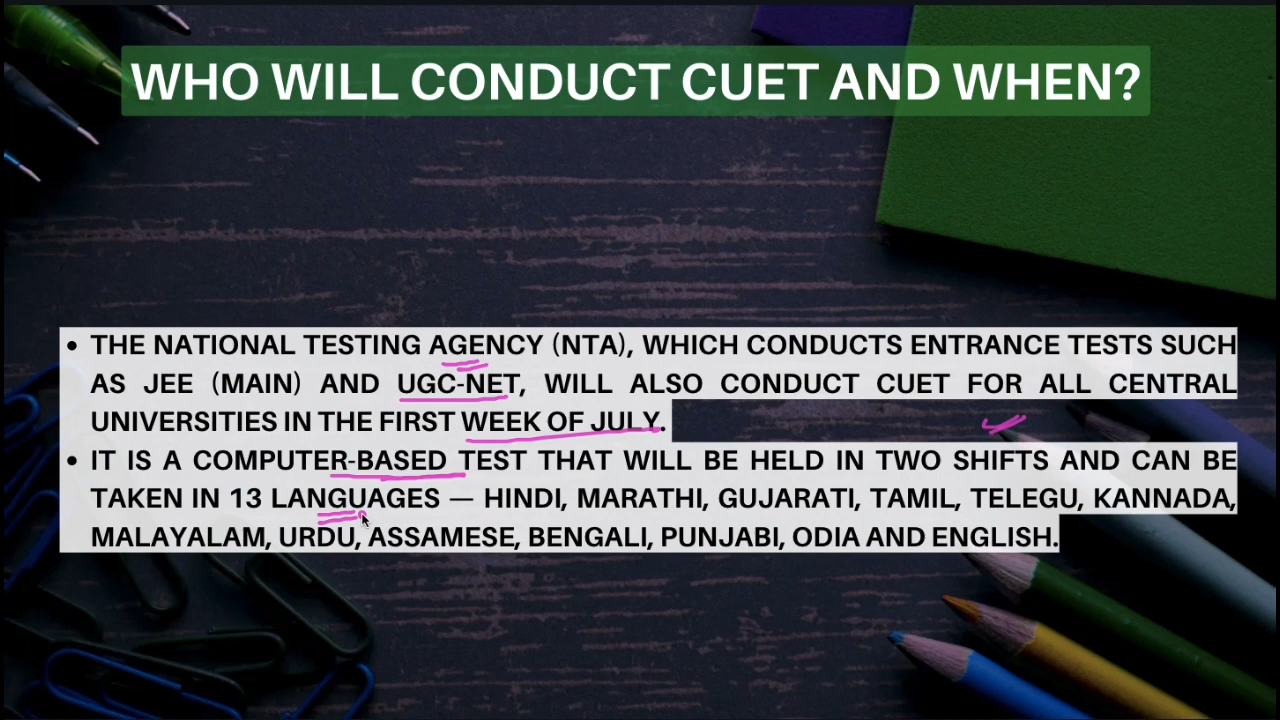 WHO WILL CONDUCT CUET AND WHEN?
• THE NATIONAL TESTING AGENCY (NTA), WHICH CONDUCTS ENTRANCE TESTS SUCH
AS JEE (MAIN) AND UGC-NET, WILL ALSO CONDUCT CUET FOR ALL CENTRAL
UNIVERSITIES IN THE FIRST WEEK OF JULY.
• IT IS A COMPUTER-BASED TEST THAT WILL BE HELD IN TWO SHIFTS AND CAN BE
TAKEN IN 13 LANGUAGES — HINDI, MARATHI, GUJARATI, TAMIL, TELEGU, KANNADA,
MALAYALAM, URDU, ASSAMESE, BENGALI, PUNJABI, ODIA AND ENGLISH.